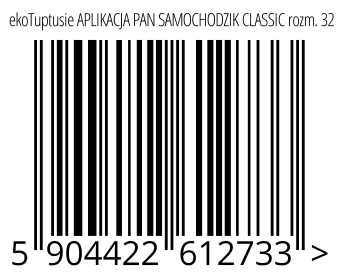 ekoTuptusie APLIKACJA PAN SAMOCHODZIK CLASSIC rozm. 32
5 904422 612733 >